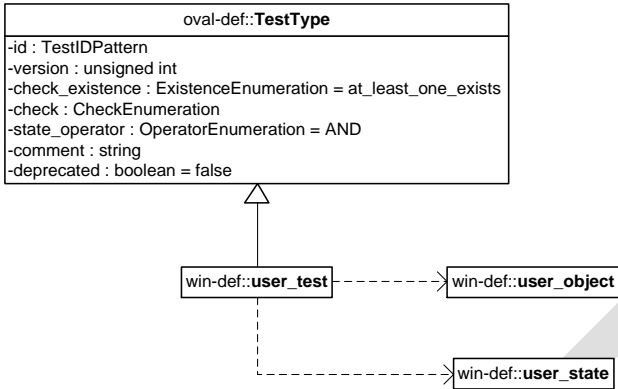 oval-def::TestType
-id : TestIDPattern
-version : unsigned int
-check_existence : ExistenceEnumeration = at_least_one_exists
-check : CheckEnumeration
-state_operator : OperatorEnumeration = AND
-comment : string
-deprecated : boolean = false
win-def::user_test
win-def::user_object
win-def::user_state